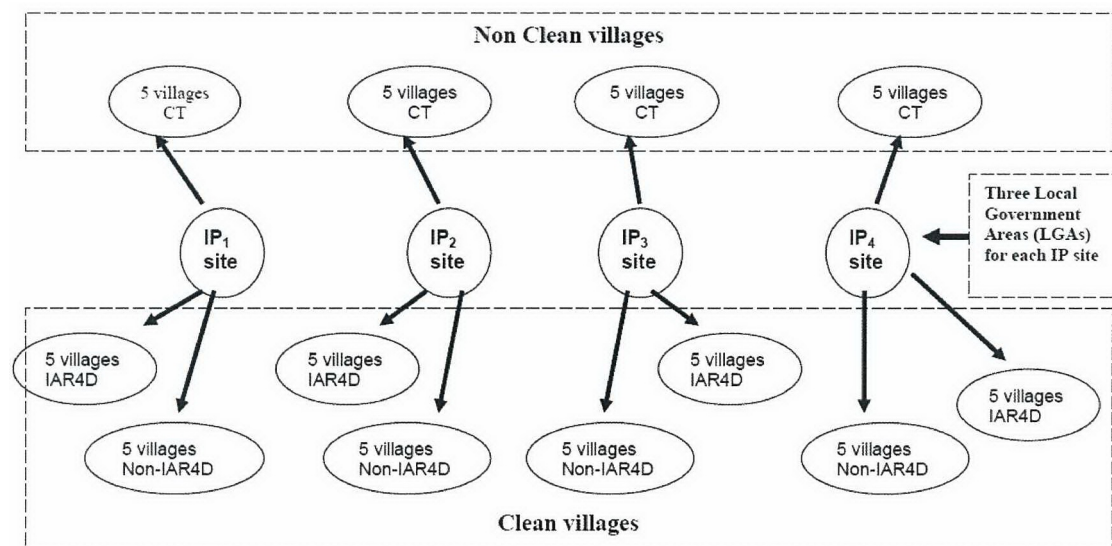 Non Clean villages
5 villages
CT
5 villages
CT
5 villages
CT
5 villages
CT
IP₁
site
IP₂
site
IP₃
site
IP₄
site
Three Local
Government
Areas (LGAs)
for each IP site
5 villages
IAR4D
5 villages
IAR4D
5 villages
IAR4D
5 villages
IAR4D
5 villages
Non-IAR4D
5 villages
Non-IAR4D
5 villages
Non-IAR4D
5 villages
Non-IAR4D
Clean villages